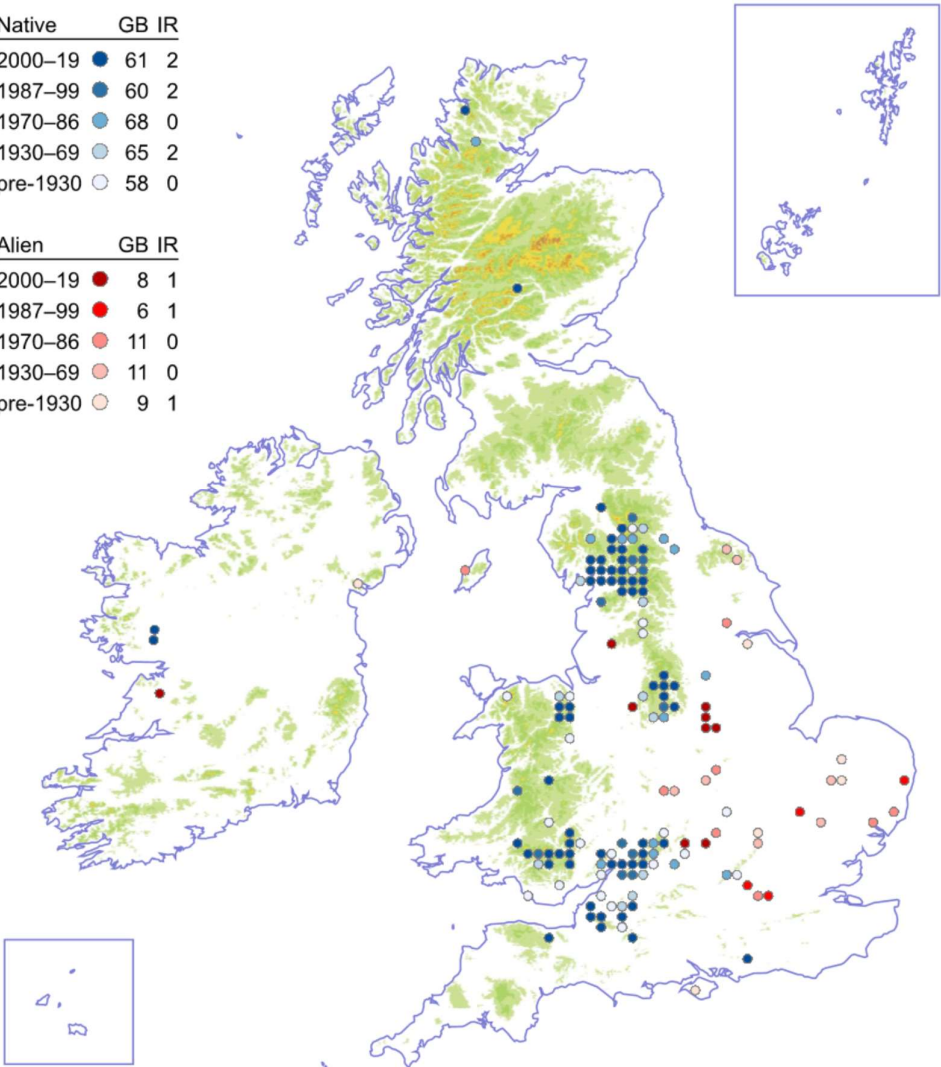 Native GB IR
2000–19 61 2
1987–99 60 2
1970–86 68 0
1930–69 65 2
pre-1930 58 0
Alien GB IR
2000–19 8 1
1987–99 6 1
1970–86 11 0
1930–69 11 0
pre-1930 9 1